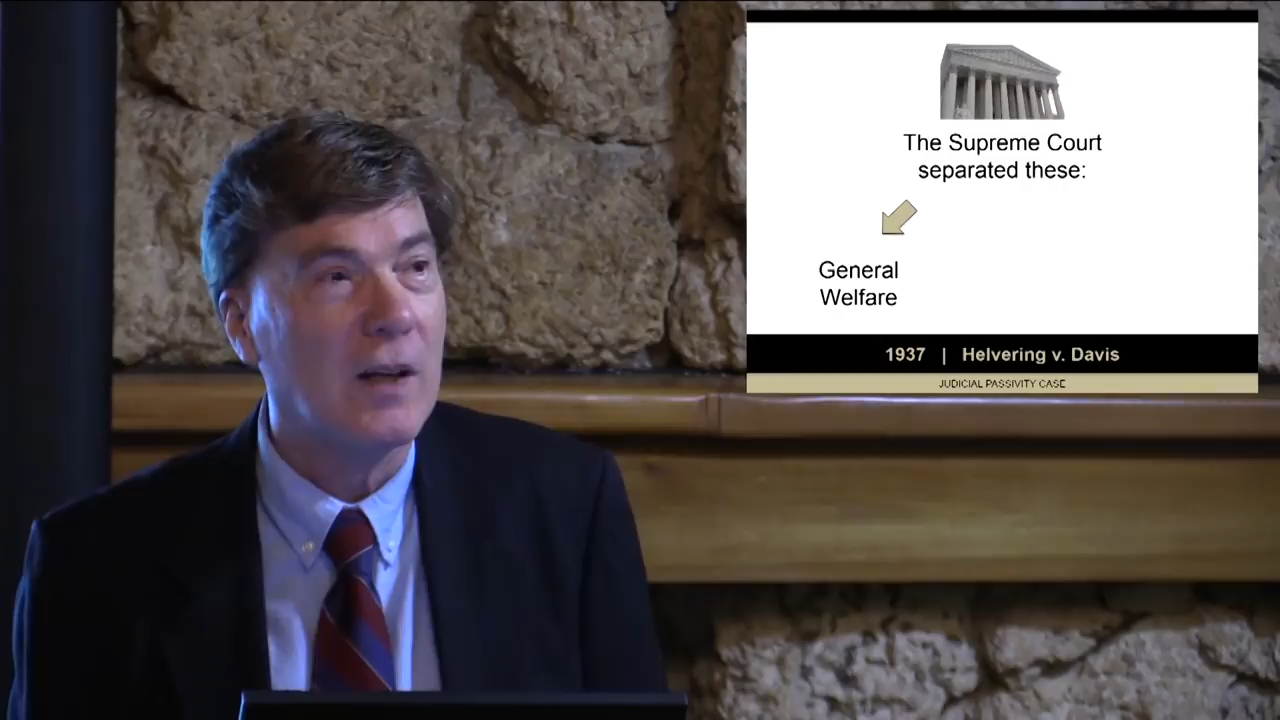 The Supreme Court
separated these:
General
Welfare
1937 | Helvering v. Davis
JUDICIAL PASSIVITY CASE